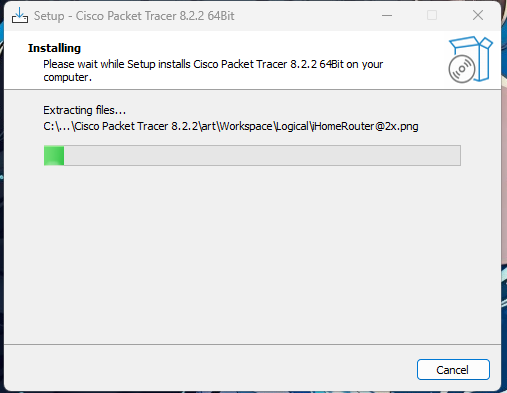 Setup - Cisco Packet Tracer 8.2.2 64Bit
Installing
Please wait while Setup installs Cisco Packet Tracer 8.2.2 64Bit on your
computer.
Extracting files...
C:\...\Cisco Packet Tracer 8.2.2\art\Workspace\Logical\iHomeRouter@2x.png
Cancel